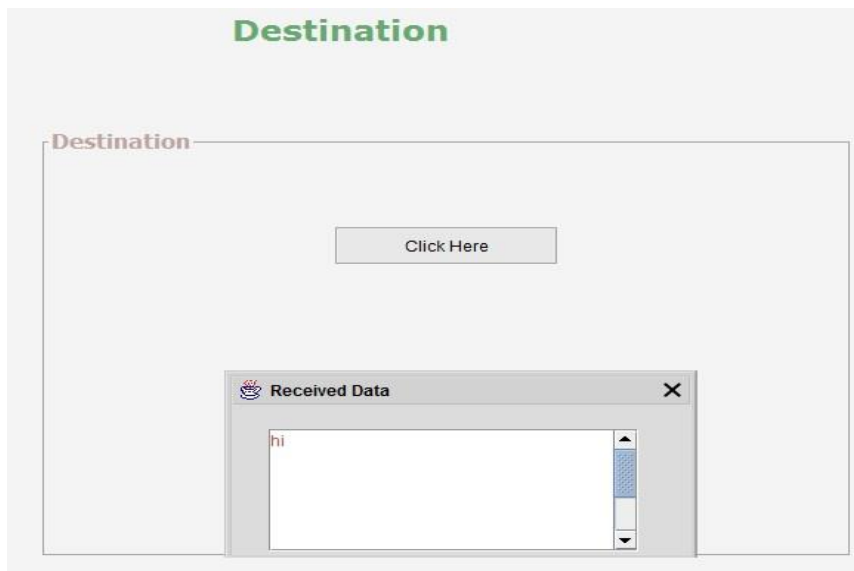 Destination
Destination
Click Here
Received Data
hi